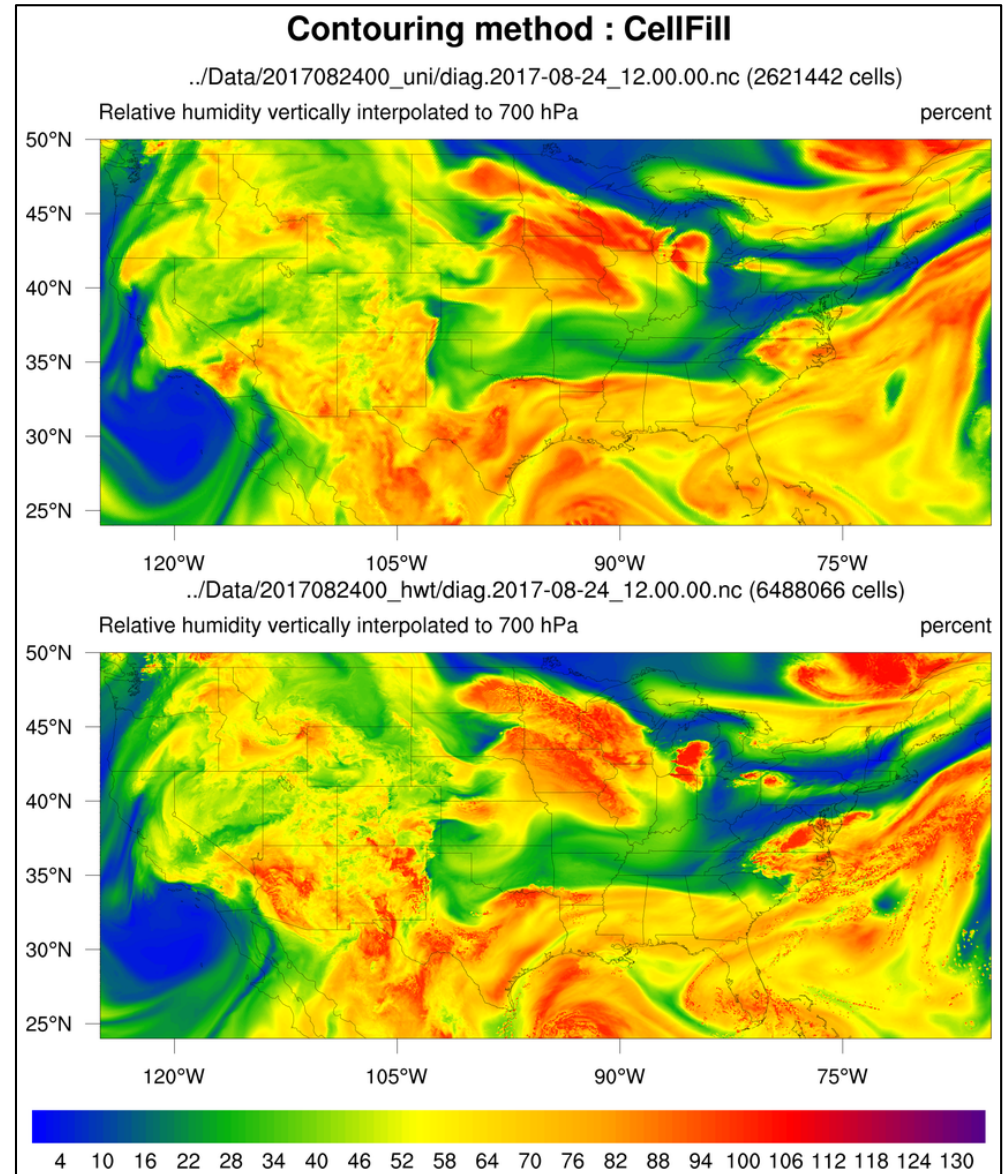 Contouring method : CellFill
../Data/2017082400_uni/diag.2017-08-24_12.00.00.nc (2621442 cells)
Relative humidity vertically interpolated to 700 hPa percent
50°N
45°N
40°N
35°N
30°N
25°N
120°W 105°W 90°W 75°W
../Data/2017082400_hwt/diag.2017-08-24_12.00.00.nc (6488066 cells)
Relative humidity vertically interpolated to 700 hPa percent
50°N
45°N
40°N
35°N
30°N
25°N
120°W 105°W 90°W 75°W
4 10 16 22 28 34 40 46 52 58 64 70 76 82 88 94 100 106 112 118 124 130